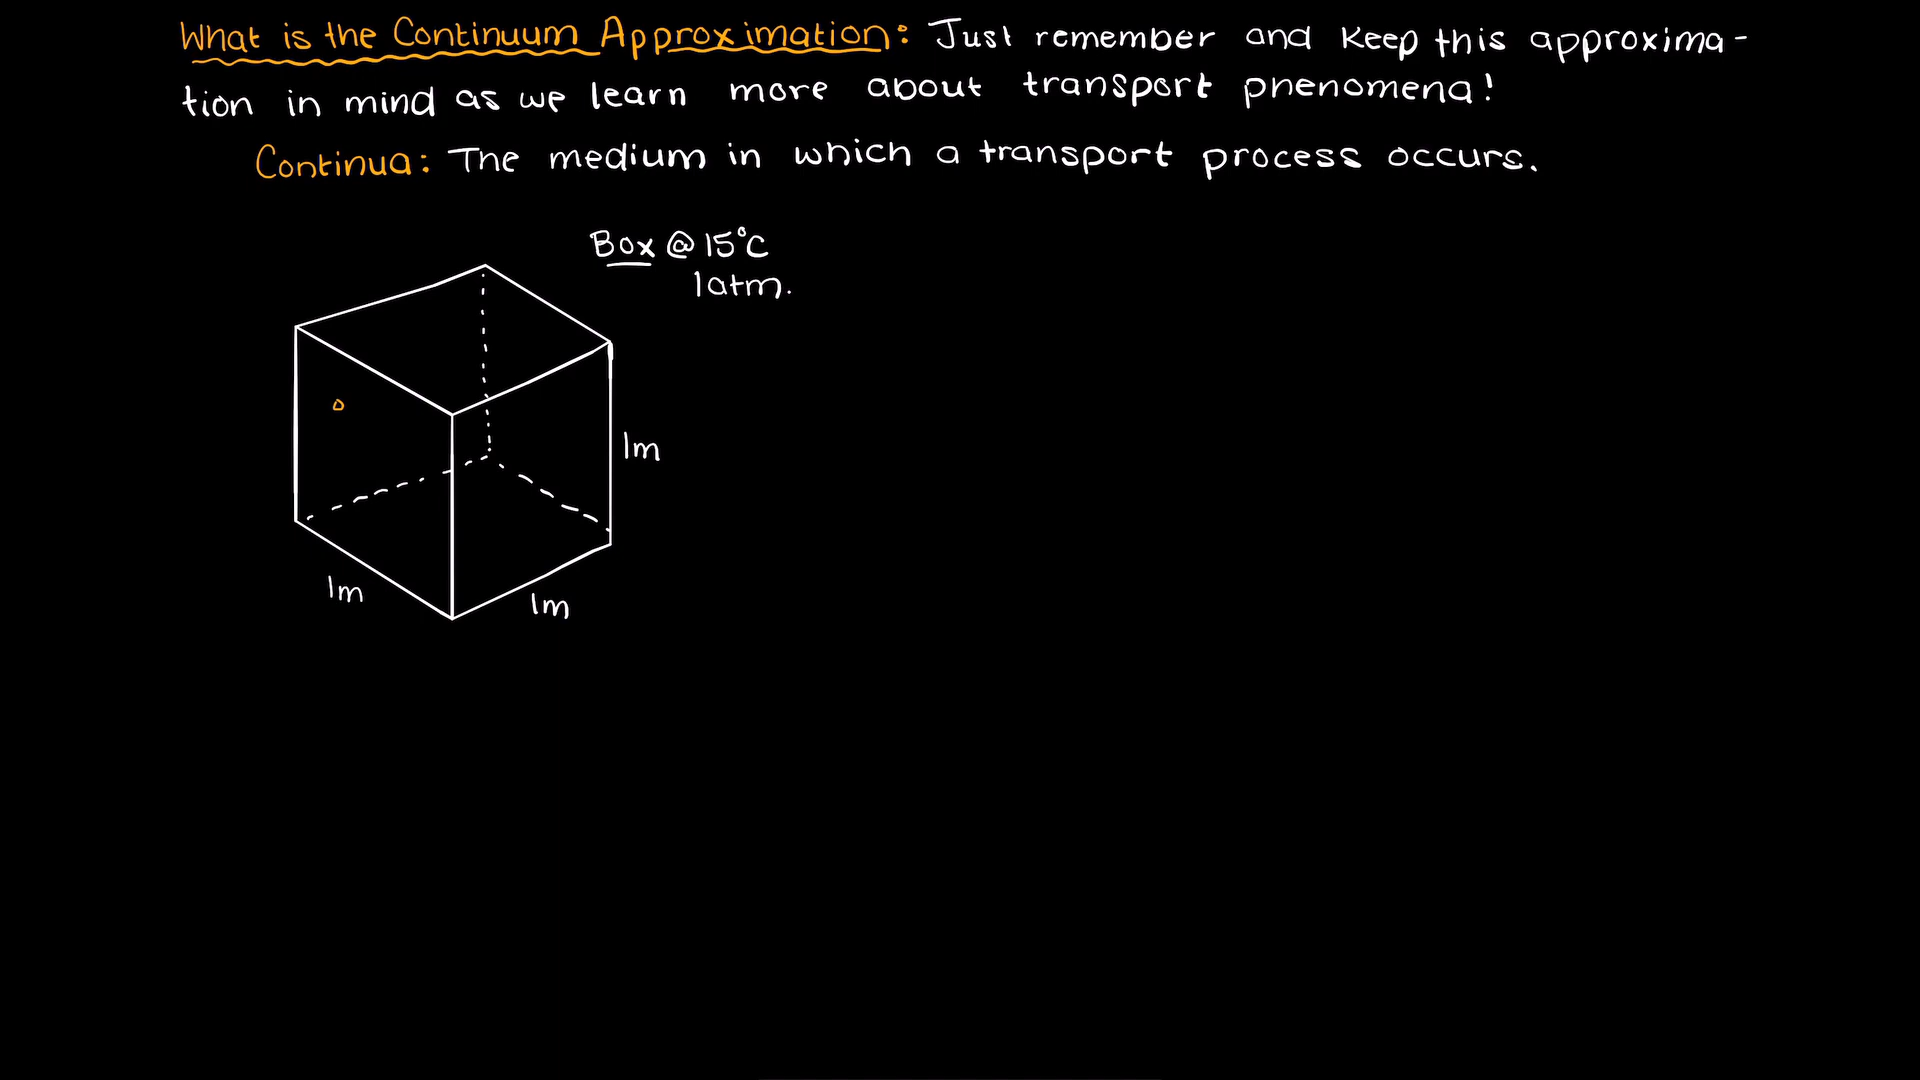 What is the Continuum Approximation: Just remember and keep this approxima-
tion in mind as we learn more about transport phenomena!
Continua: The medium in which a transport process occurs.
Box @ 15°C
1atm.
1m
1m
1m